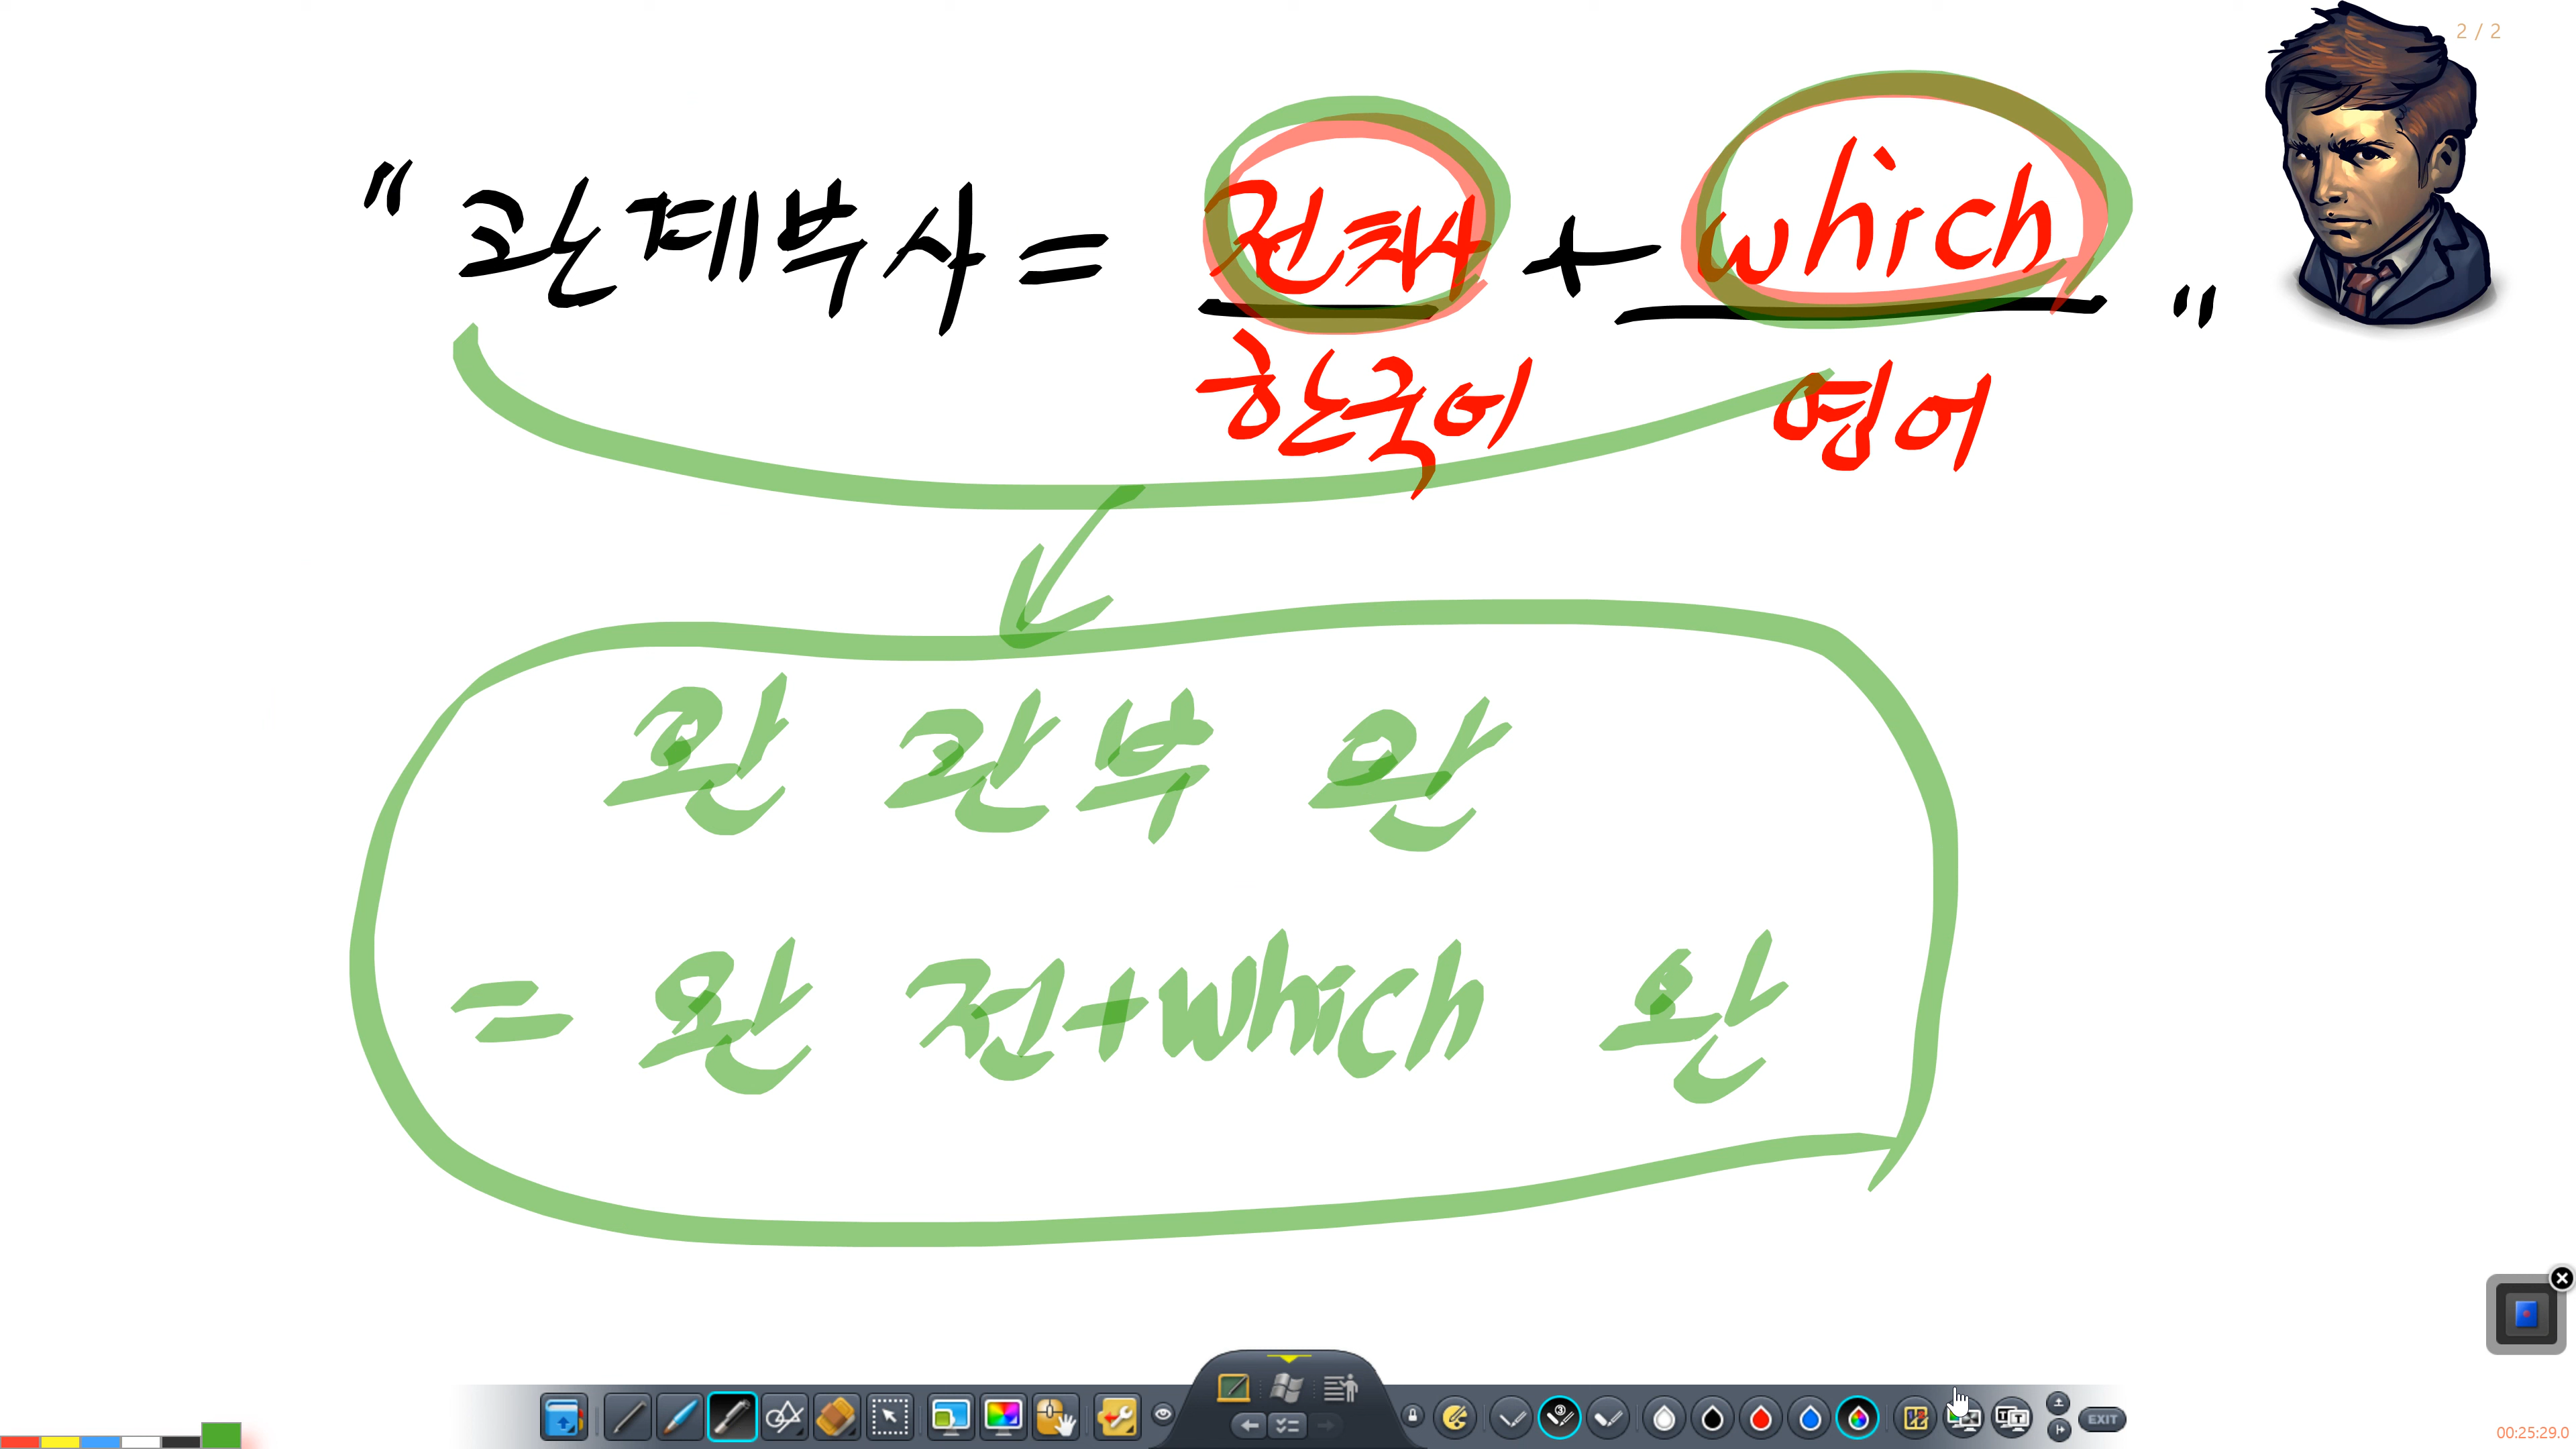 2 / 2
" 관계부사 = 전치사 + which "
한국어 영어
완 관부 완
= 완 전+which 완
EXIT
00:25:29.0